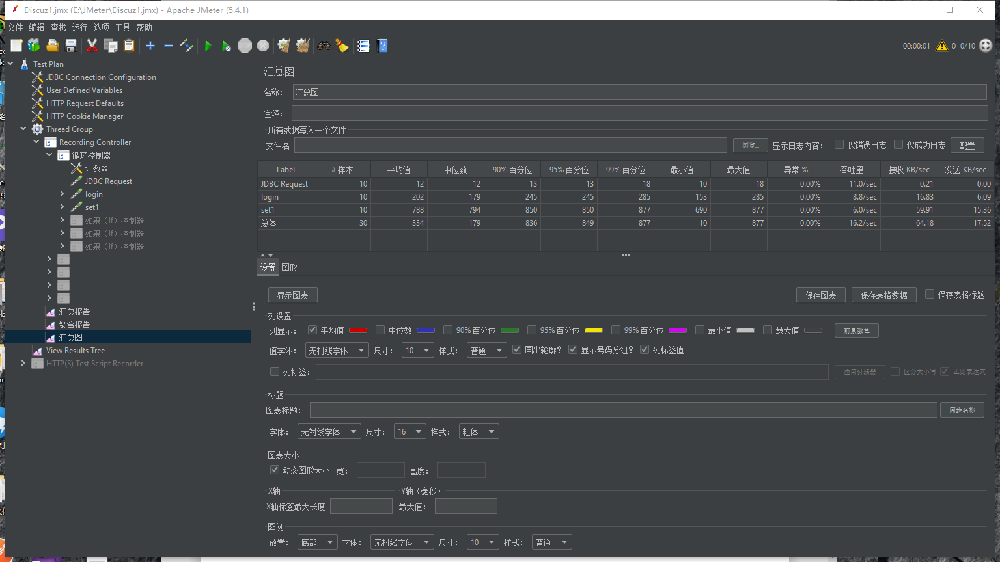 Discuz1.jmx (E:\JMeter\Discuz1.jmx) - Apache JMeter (5.4.1)
文件 编辑 查找 运行 选项 工具 帮助
STOP
00:00:01 0 0/10
Test Plan
JDBC Connection Configuration
User Defined Variables
HTTP Request Defaults
HTTP Cookie Manager
Thread Group
Recording Controller
循环控制器
计数器
JDBC Request
login
set1
如果（If）控制器
如果（If）控制器
如果（If）控制器
汇总报告
聚合报告
汇总图
View Results Tree
HTTP(S) Test Script Recorder
汇总图
名称： 汇总图
注释：
所有数据写入一个文件
文件名 浏览... 显示日志内容： 仅错误日志 仅成功日志 配置
Label # 样本 平均值 中位数 90% 百分位 95% 百分位 99% 百分位 最小值 最大值 异常 % 吞吐量 接收 KB/sec 发送 KB/sec
JDBC Request 10 12 12 13 13 18 10 18 0.00% 11.0/sec 0.21 0.00
login 10 202 179 245 245 285 153 285 0.00% 8.8/sec 16.83 6.09
set1 10 788 794 850 850 877 690 877 0.00% 6.0/sec 59.91 15.36
总体 30 334 179 836 849 877 10 877 0.00% 16.2/sec 64.18 17.52
设置 图形
显示图表 保存图表 保存表格数据 保存表格标题
列设置
列显示： 平均值 中位数 90% 百分位 95% 百分位 99% 百分位 最小值 最大值 前景颜色
值字体： 无衬线字体 尺寸： 10 样式： 普通 画出轮廓? 显示号码分组? 列标签值
列标签： 应用过滤器 区分大小写 正则表达式
标题
图表标题： 同步名称
字体： 无衬线字体 尺寸： 16 样式： 粗体
图表大小
动态图形大小 宽： 高度：
X轴 Y轴（毫秒）
X轴标签最大长度 最大值：
图例
放置： 底部 字体： 无衬线字体 尺寸： 10 样式： 普通